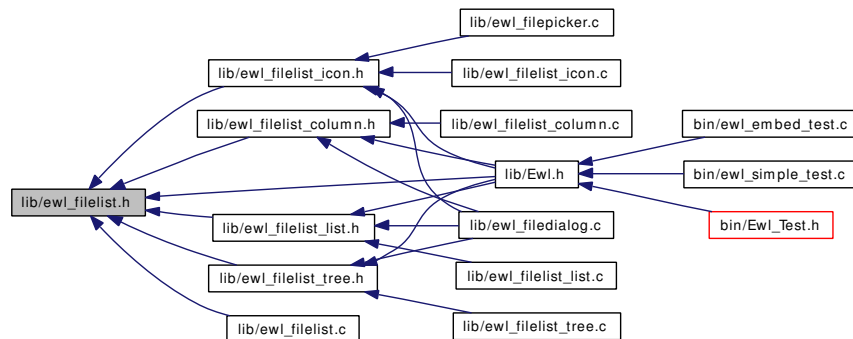 lib/ewl_filepicker.c
lib/ewl_filelist_icon.h
lib/ewl_filelist_icon.c
lib/ewl_filelist_column.h
lib/ewl_filelist_column.c
bin/ewl_embed_test.c
lib/Ewl.h
bin/ewl_simple_test.c
lib/ewl_filelist.h
lib/ewl_filelist_list.h
lib/ewl_filedialog.c
bin/Ewl_Test.h
lib/ewl_filelist_tree.h
lib/ewl_filelist_list.c
lib/ewl_filelist.c
lib/ewl_filelist_tree.c